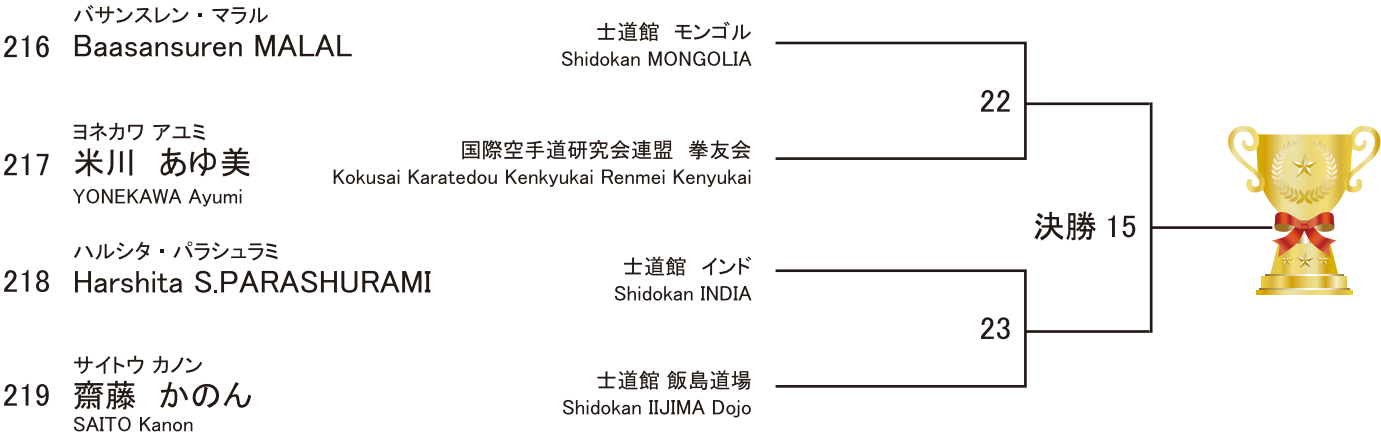 バサンスレン・マラル
216 Baasansuren MALAL
士道館 モンゴル
Shidokan MONGOLIA
22
ヨネカワ アユミ
217 米川 あゆ美
YONEKAWA Ayumi
国際空手道研究会連盟 拳友会
Kokusai Karatedou Kenkyukai Renmei Kenyukai
決勝 15
ハルシタ・パラシュラミ
218 Harshita S.PARASHURAMI
士道館 インド
Shidokan INDIA
23
サイトウ カノン
219 齋藤 かのん
SAITO Kanon
士道館 飯島道場
Shidokan IIJIMA Dojo